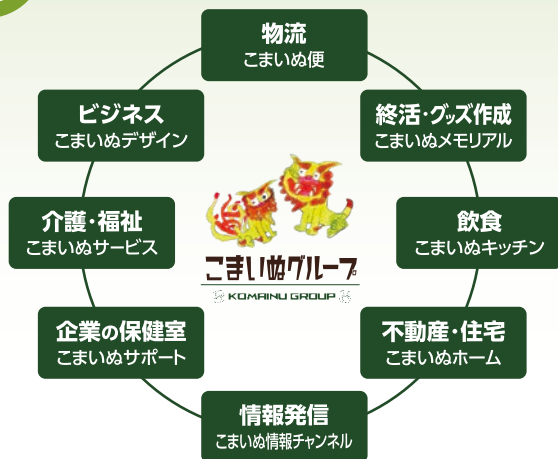 物流
こまいぬ便
ビジネス
こまいぬデザイン
終活・グッズ作成
こまいぬメモリアル
介護・福祉
こまいぬサービス
こまいぬグループ
KOMAINU GROUP
飲食
こまいぬキッチン
企業の保健室
こまいぬサポート
不動産・住宅
こまいぬホーム
情報発信
こまいぬ情報チャンネル